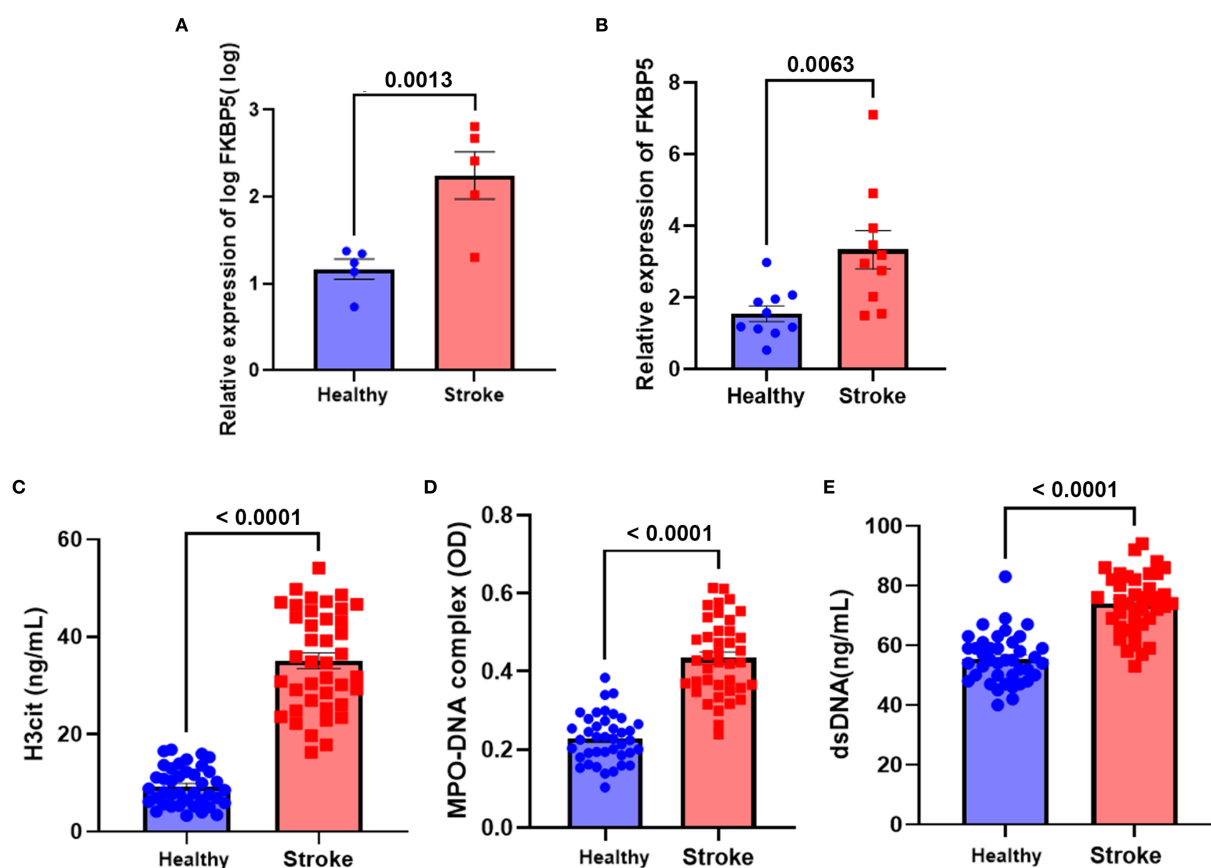 A
Relative expression of log FKBP5( log)
0.0013
3
2
1
0
Healthy
Stroke
B
Relative expression of FKBP5
0.0063
8
6
4
2
0
Healthy
Stroke
C
H3cit (ng/mL)
< 0.0001
60
40
20
0
Healthy
Stroke
D
MPO-DNA complex (OD)
< 0.0001
0.8
0.6
0.4
0.2
0.0
Healthy
Stroke
E
dsDNA(ng/mL)
< 0.0001
100
80
60
40
20
0
Healthy
Stroke